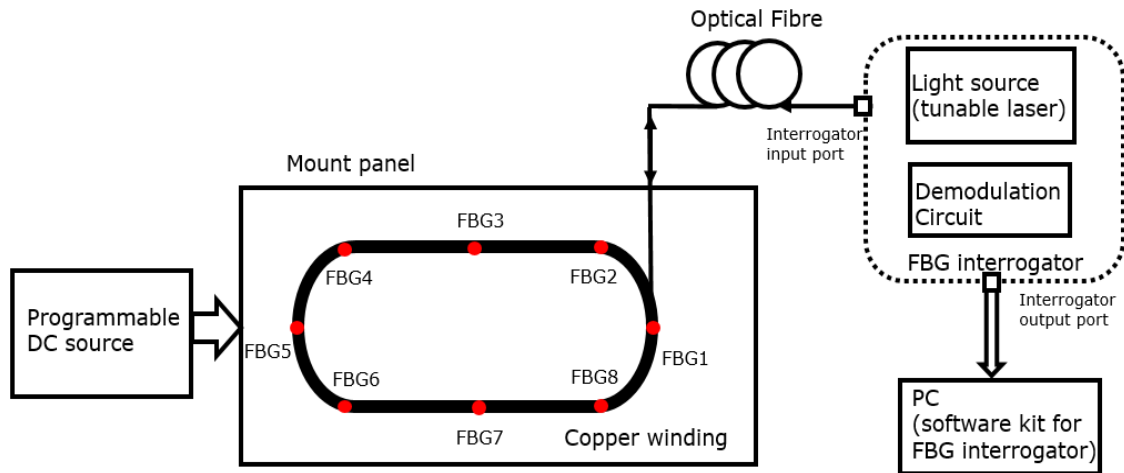 Optical Fibre
Light source
(tunable laser)
Interrogator
input port
Demodulation
Circuit
FBG interrogator
Interrogator
output port
PC
(software kit for
FBG interrogator)
Mount panel
FBG3
FBG4
FBG2
FBG5
FBG1
FBG6
FBG8
FBG7
Copper winding
Programmable
DC source